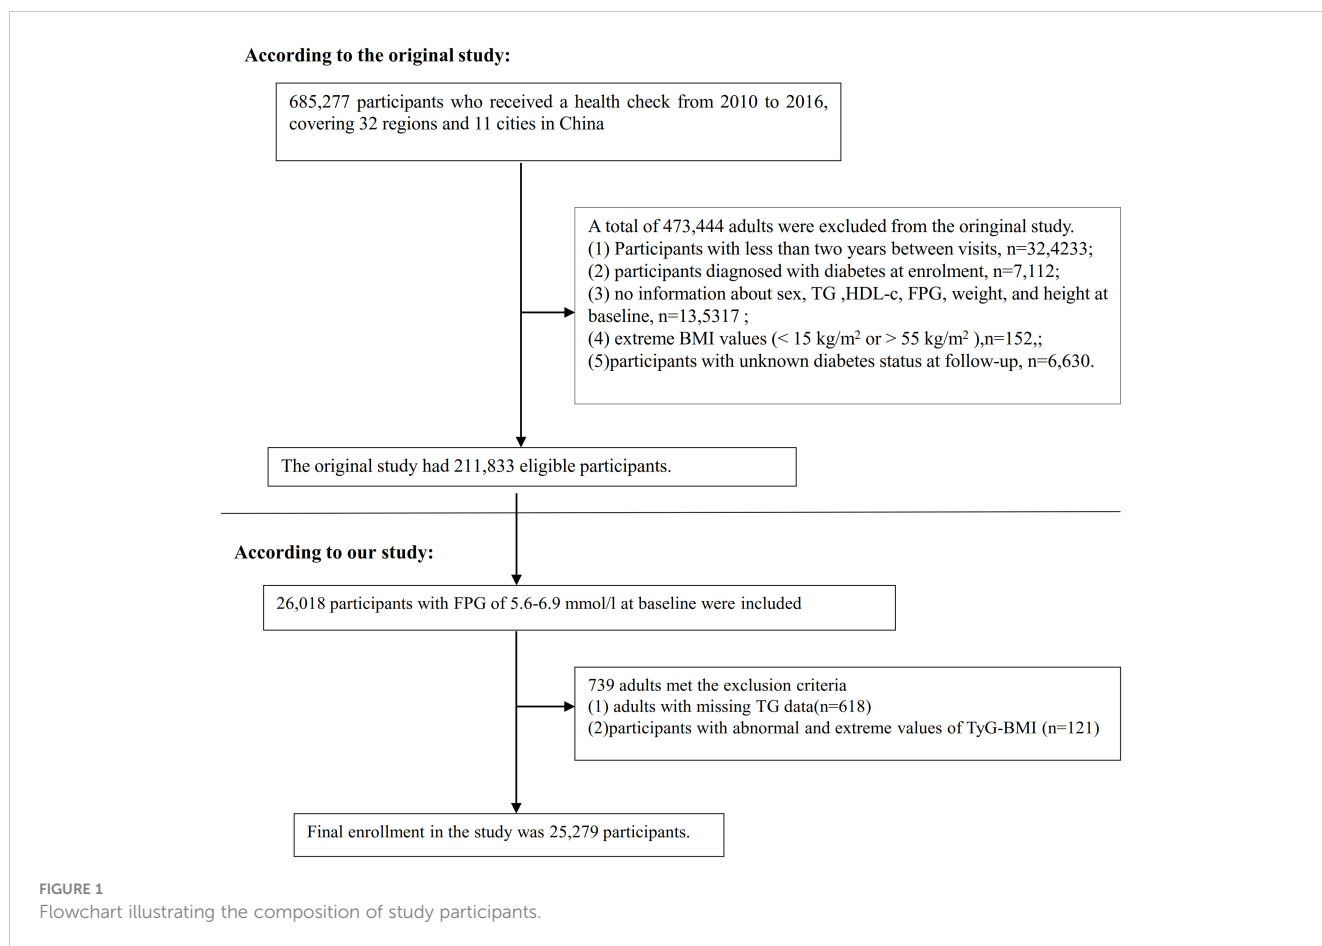 According to the original study:
685,277 participants who received a health check from 2010 to 2016,
covering 32 regions and 11 cities in China
A total of 473,444 adults were excluded from the oringinal study.
(1) Participants with less than two years between visits, n=32,4233;
(2) participants diagnosed with diabetes at enrolment, n=7,112;
(3) no information about sex, TG ,HDL-c, FPG, weight, and height at
baseline, n=13,5317 ;
(4) extreme BMI values (< 15 kg/m² or > 55 kg/m² ),n=152,;
(5)participants with unknown diabetes status at follow-up, n=6,630.
The original study had 211,833 eligible participants.
According to our study:
26,018 participants with FPG of 5.6-6.9 mmol/l at baseline were included
739 adults met the exclusion criteria
(1) adults with missing TG data(n=618)
(2)participants with abnormal and extreme values of TyG-BMI (n=121)
Final enrollment in the study was 25,279 participants.
FIGURE 1
Flowchart illustrating the composition of study participants.